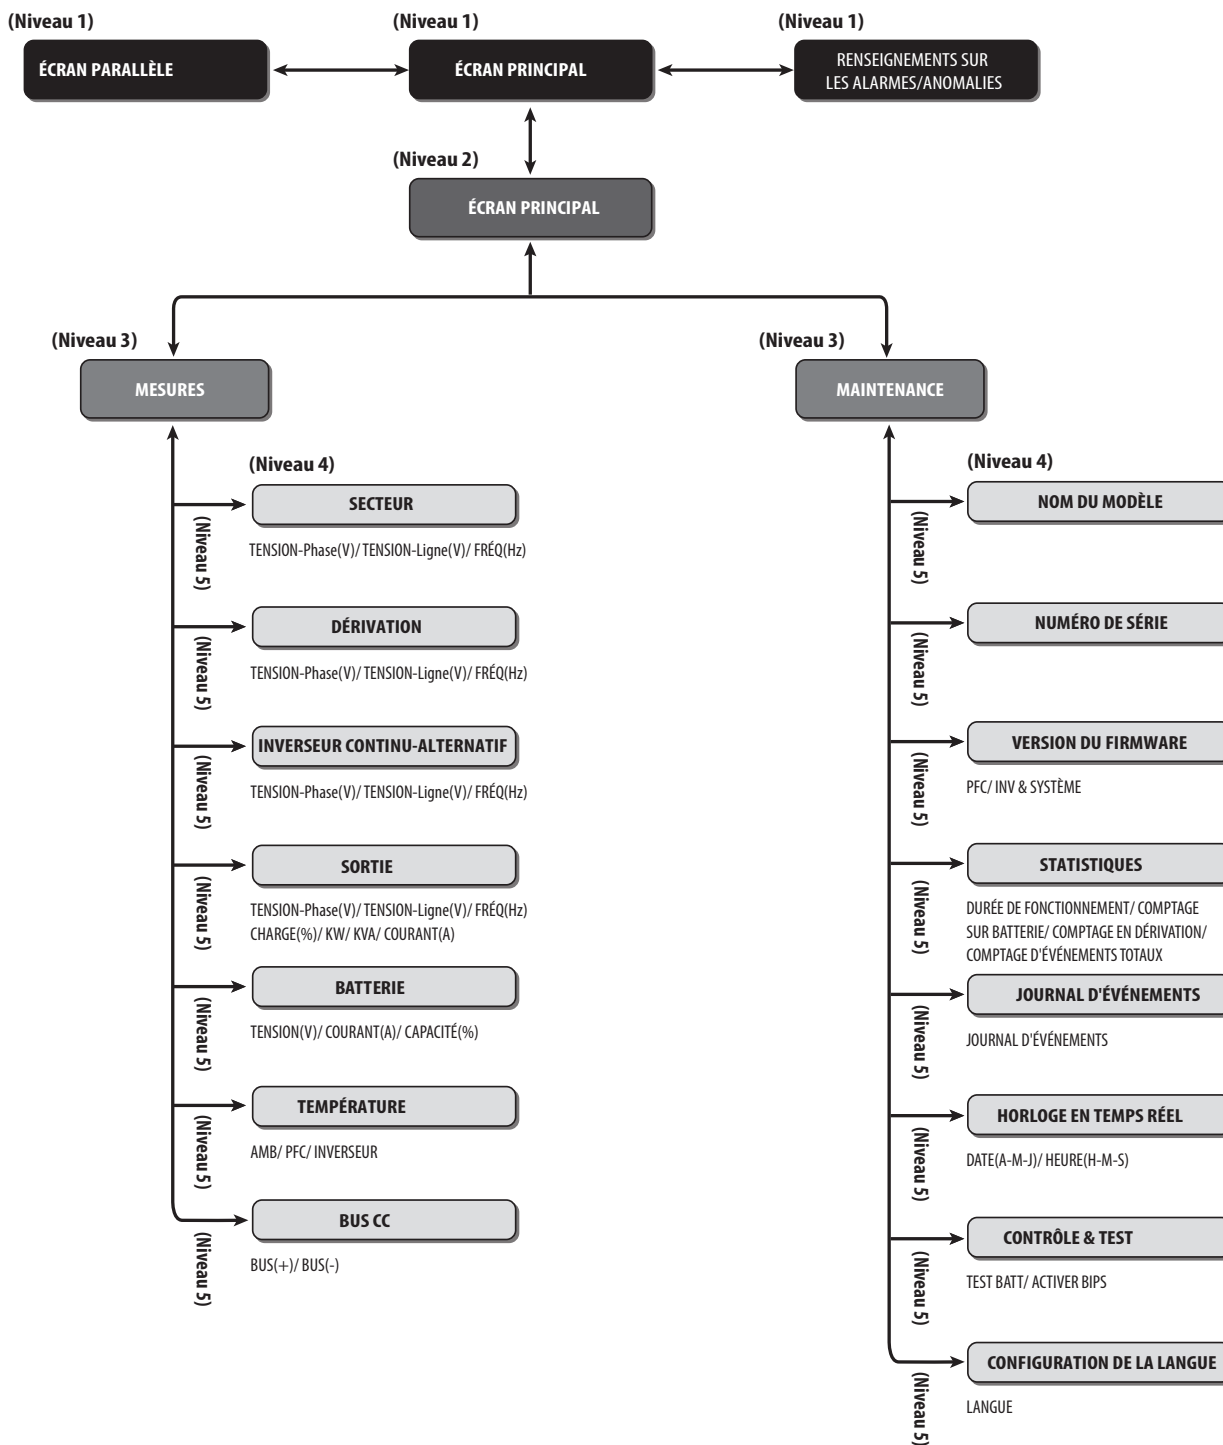 (Niveau 1)
(Niveau 1)
(Niveau 1)
ÉCRAN PARALLÈLE
ÉCRAN PRINCIPAL
RENSEIGNEMENTS SUR
LES ALARMES/ANOMALIES
(Niveau 2)
ÉCRAN PRINCIPAL
(Niveau 3)
MESURES
(Niveau 4)
SECTEUR
(Niveau 5)
TENSION-Phase(V)/ TENSION-Ligne(V)/ FRÉQ(Hz)
DÉRIVATION
(Niveau 5)
TENSION-Phase(V)/ TENSION-Ligne(V)/ FRÉQ(Hz)
INVERSEUR CONTINU-ALTERNATIF
(Niveau 5)
TENSION-Phase(V)/ TENSION-Ligne(V)/ FRÉQ(Hz)
SORTIE
(Niveau 5)
TENSION-Phase(V)/ TENSION-Ligne(V)/ FRÉQ(Hz)
CHARGE(%)/ KW/ KVA/ COURANT(A)
BATTERIE
(Niveau 5)
TENSION(V)/ COURANT(A)/ CAPACITÉ(%)
TEMPÉRATURE
(Niveau 5)
AMB/ PFC/ INVERSEUR
BUS CC
(Niveau 5)
BUS(+)/ BUS(-)
(Niveau 3)
MAINTENANCE
(Niveau 4)
NOM DU MODÈLE
(Niveau 5)
NUMÉRO DE SÉRIE
(Niveau 5)
VERSION DU FIRMWARE
(Niveau 5)
PFC/ INV & SYSTÈME
STATISTIQUES
(Niveau 5)
DURÉE DE FONCTIONNEMENT/ COMPTAGE
SUR BATTERIE/ COMPTAGE EN DÉRIVATION/
COMPTAGE D'ÉVÉNEMENTS TOTAUX
JOURNAL D'ÉVÉNEMENTS
(Niveau 5)
JOURNAL D'ÉVÉNEMENTS
HORLOGE EN TEMPS RÉEL
(Niveau 5)
DATE(A-M-J)/ HEURE(H-M-S)
CONTRÔLE & TEST
(Niveau 5)
TEST BATT/ ACTIVER BIPS
CONFIGURATION DE LA LANGUE
(Niveau 5)
LANGUE